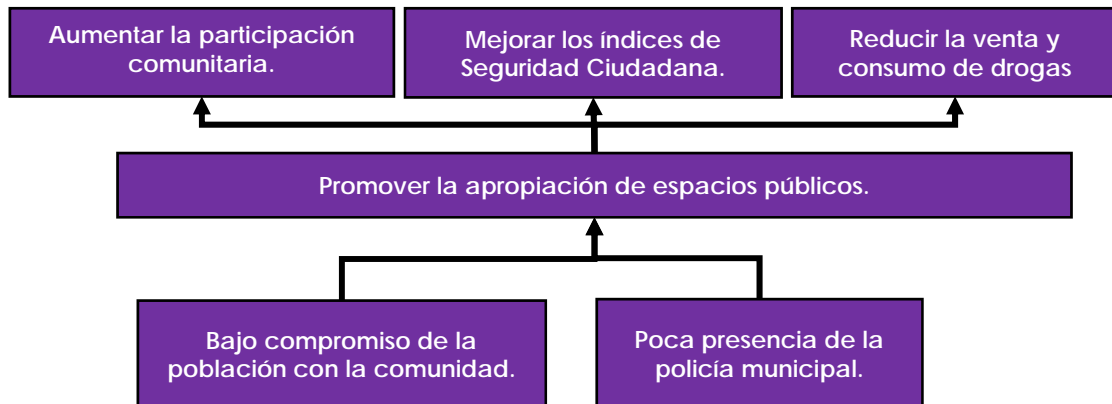 Aumentar la participación
comunitaria.
Mejorar los índices de
Seguridad Ciudadana.
Reducir la venta y
consumo de drogas
Promover la apropiación de espacios públicos.
Bajo compromiso de la
población con la comunidad.
Poca presencia de la
policía municipal.